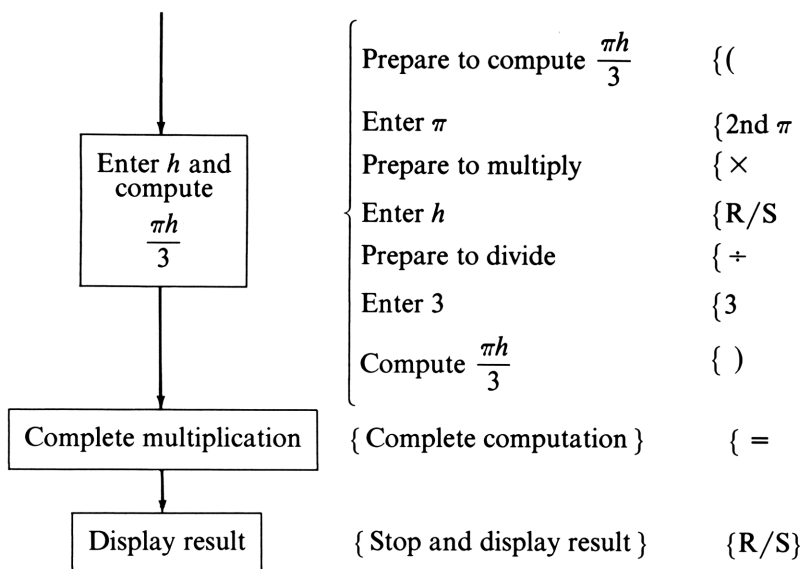 Prepare to compute πh/3 {(
Enter π {2nd π
Prepare to multiply { ×
Enter h and
compute
πh/3
Enter h {R/S
Prepare to divide { ÷
Enter 3 {3
Compute πh/3 { )
Complete multiplication { Complete computation } { =
Display result { Stop and display result } {R/S}